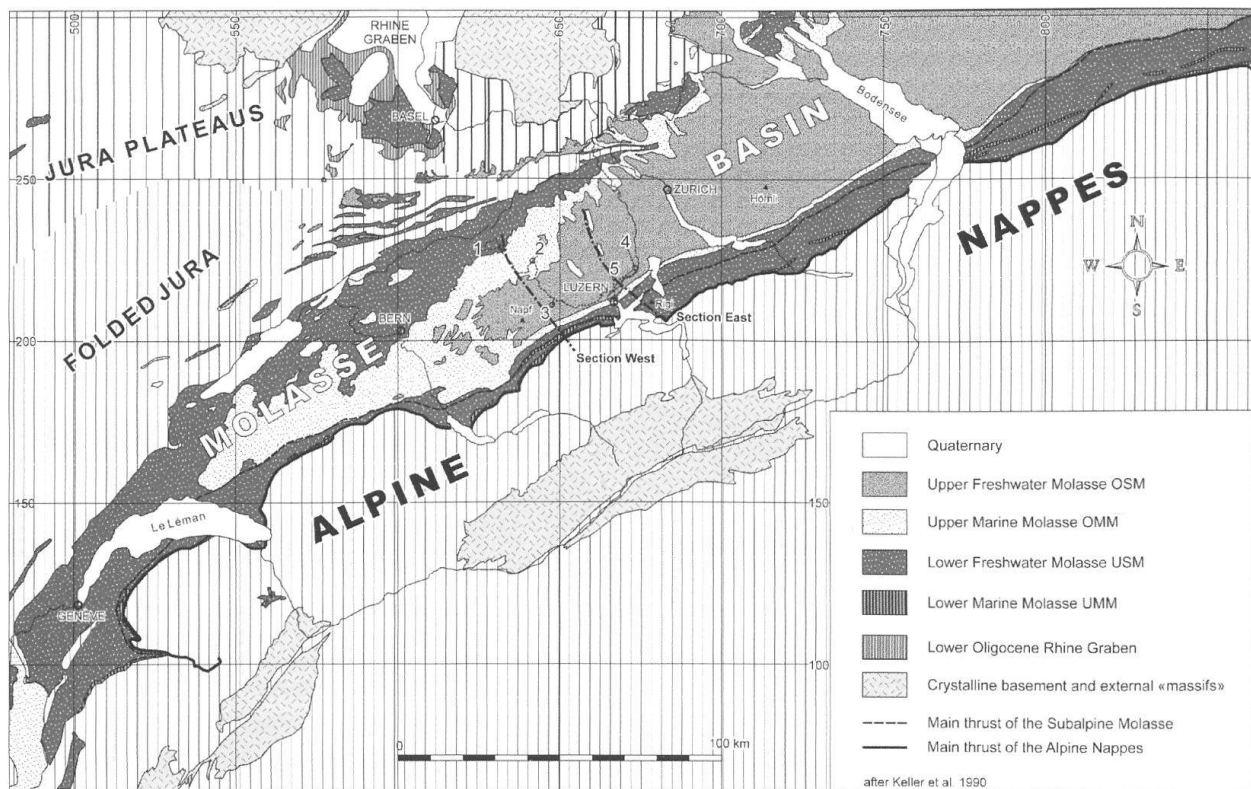 500
550
650
700
750
800
RHINE
GRABEN
BASEL
JURA PLATEAUS
250
Bodensee
BASIN
ZÜRICH
Hörnli
NAPPES
N
W
E
S
FOLDED JURA
1
2
4
5
LUZERN
Rigi
Napf
3
Section East
BERN
200
Section West
MOLASSE
ALPINE
150
150
Le Léman
GENÈVE
100
100
0
100 km
Quaternary
Upper Freshwater Molasse OSM
Upper Marine Molasse OMM
Lower Freshwater Molasse USM
Lower Marine Molasse UMM
Lower Oligocene Rhine Graben
Crystalline basement and external «massifs»
Main thrust of the Subalpine Molasse
Main thrust of the Alpine Nappes
after Keller et al. 1990